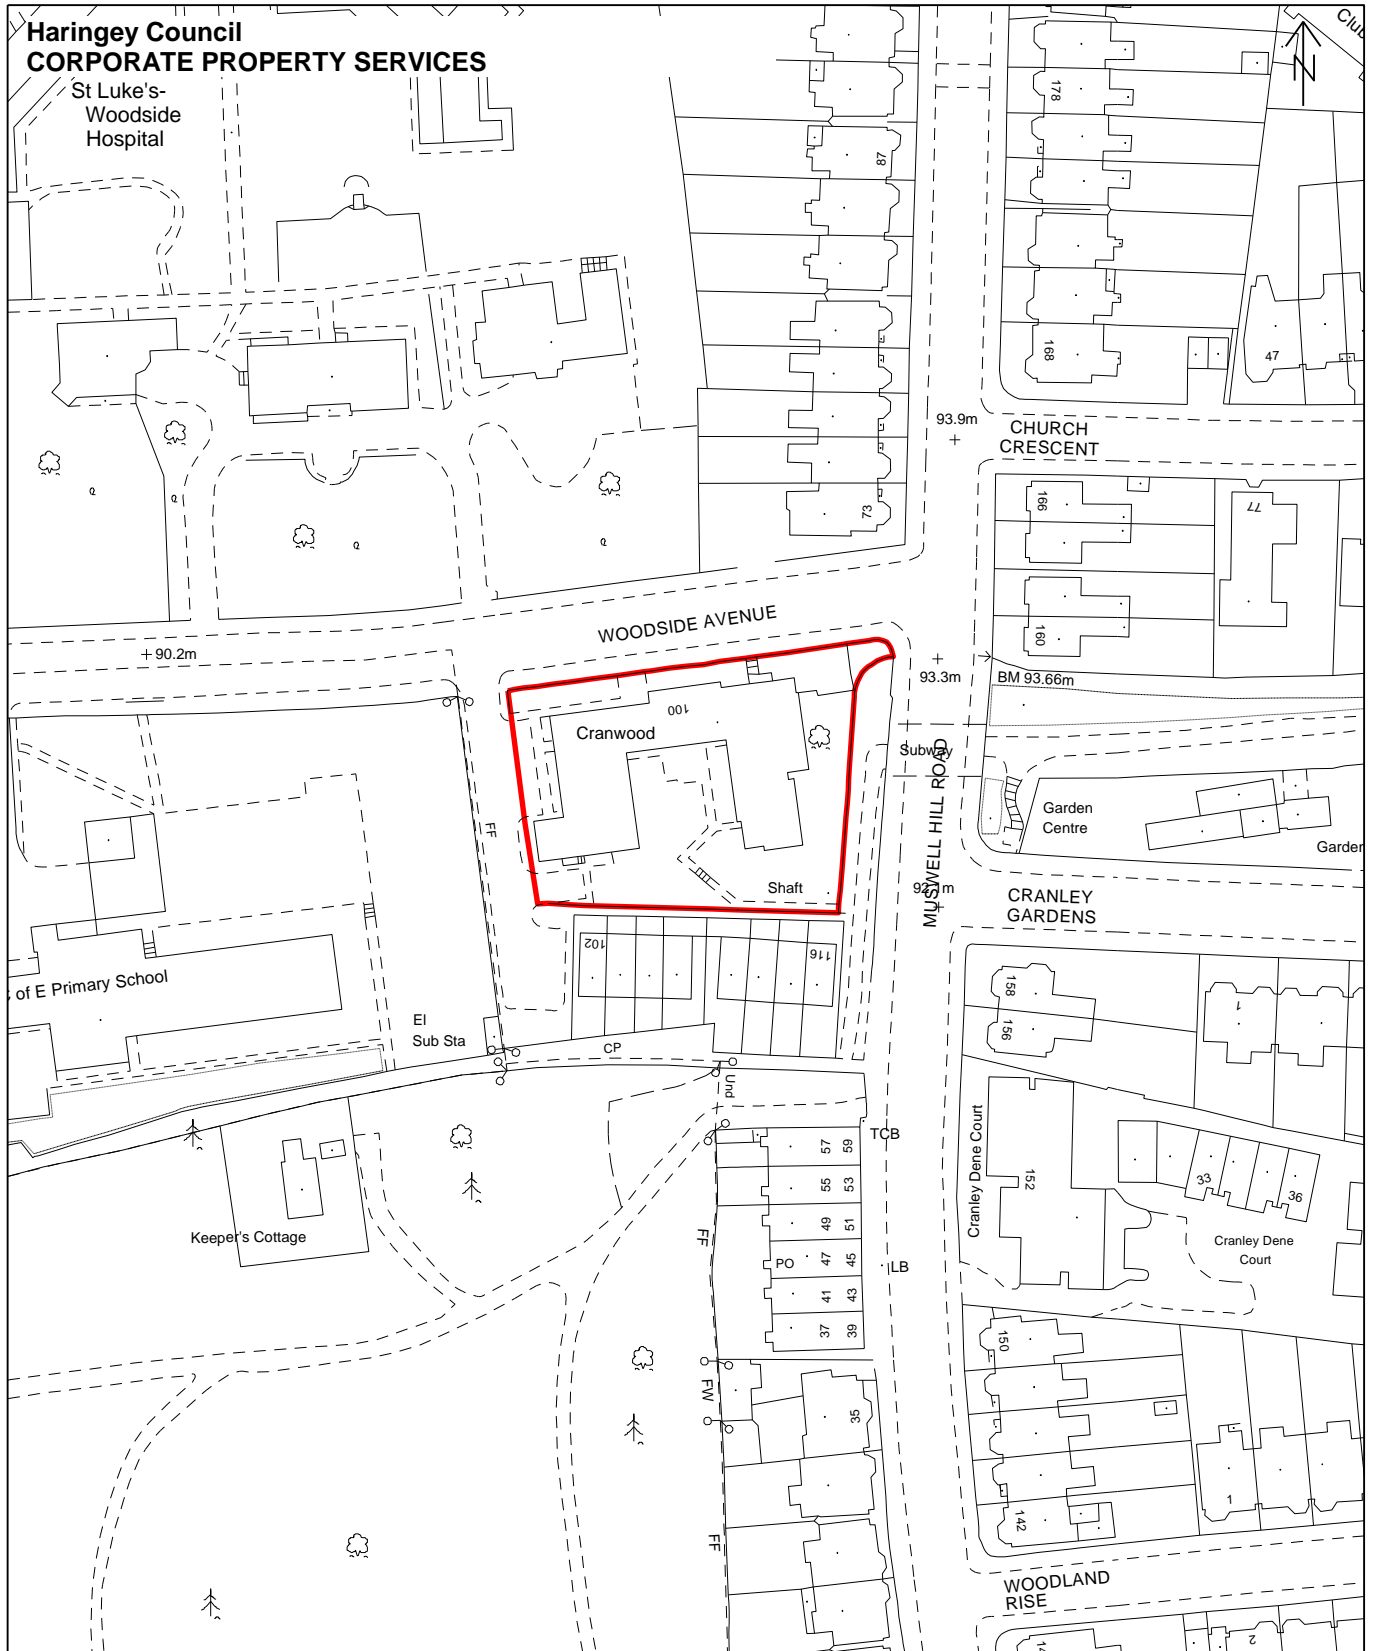 Haringey Council
CORPORATE PROPERTY SERVICES
St Luke's-
Woodside
Hospital
Club
N
178
87
168
47
93.9m
CHURCH
CRESCENT
73
166
77
160
WOODSIDE AVENUE
90.2m
93.3m
BM 93.66m
100
Cranwood
Subway
MUSWELL HILL ROAD
Garden
Centre
Garden
FF
Shaft
92.1m
CRANLEY
GARDENS
102
116
of E Primary School
158
156
1
El
Sub Sta
CP
Und
TCB
Cranley Dene Court
152
33
36
Cranley Dene
Court
Keeper's Cottage
57 59
55 53
49 51
PO 47 45
41 43
37 39
LB
FF
150
FW
35
1
142
FF
WOODLAND
RISE
2